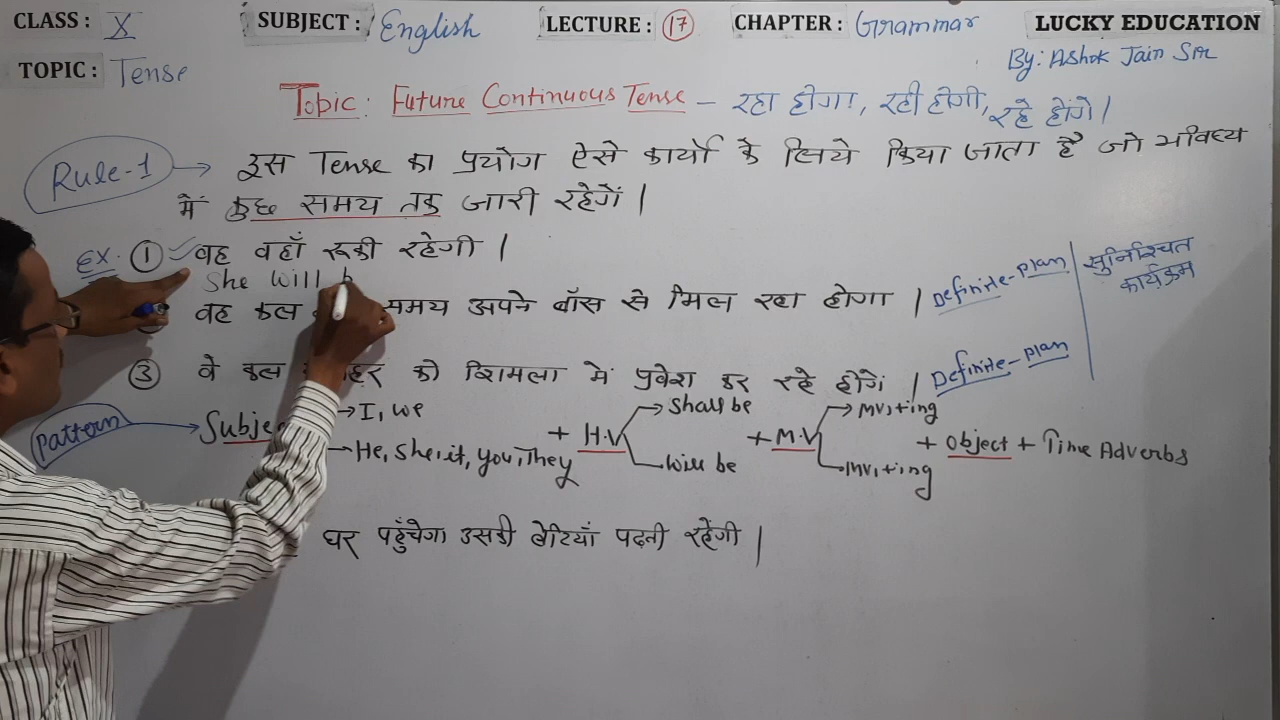 CLASS : X SUBJECT : English LECTURE : 17 CHAPTER : Grammar LUCKY EDUCATION
By: Ashok Jain Sir
TOPIC : Tense
Topic: Future Continuous Tense – रहा होगा, रही होगी, रहे होंगे।
Rule-1 → इस Tense का प्रयोग ऐसे कार्यों के लिये किया जाता है जो भविष्य
में कुछ समय तक जारी रहेगें।
Ex. ① वह वहाँ रूकी रहेगी।
She will b
वह कल समय अपने बॉस से मिल रहा होगा। Definite-Plan सुनिश्चित कार्यक्रम
③ वे कल को शिमला में प्रवेश कर रहे होगें। Definite-Plan
Pattern → Subje → I, we + H.V → Shall be + M.V → MV₁+ing + Object + Time Adverbs
He, She, it, you, They Will be MV₁+ing
घर पहुँचेगा उसकी बेटियाँ पढ़ती रहेंगी।